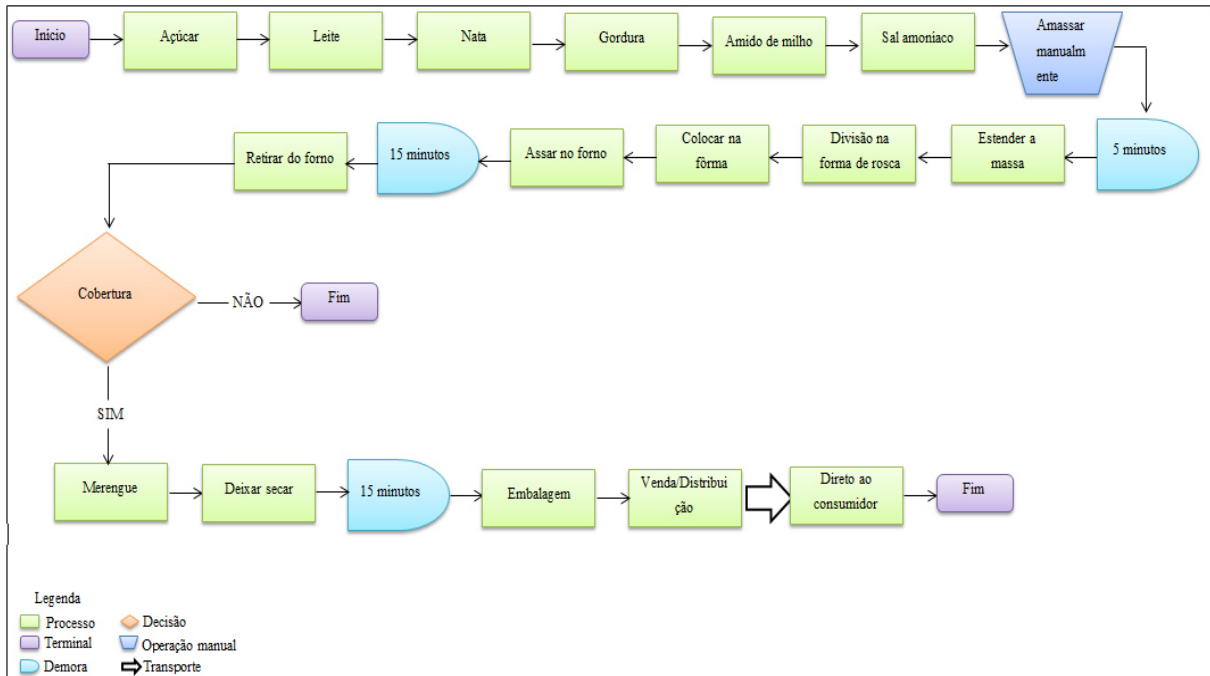 Início
Açúcar
Leite
Nata
Gordura
Amido de milho
Sal amoníaco
Amassar
manualm
ente
5 minutos
Estender a
massa
Divisão na
forma de rosca
Colocar na
fôrma
Assar no forno
15 minutos
Retirar do forno
Cobertura
NÃO
Fim
SIM
Merengue
Deixar secar
15 minutos
Embalagem
Venda/Distribui
ção
Direto ao
consumidor
Fim
Legenda
Processo
Decisão
Terminal
Operação manual
Demora
Transporte